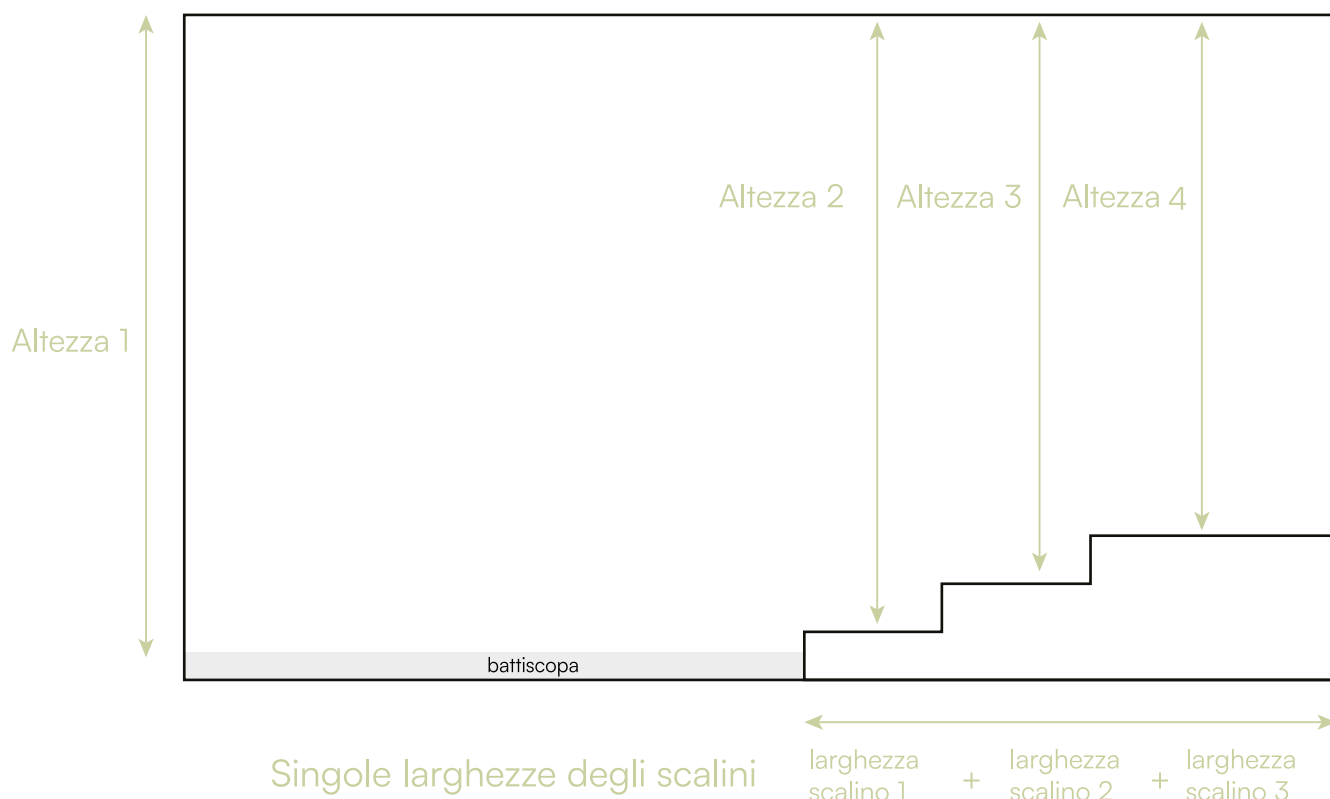 Altezza 2
Altezza 3
Altezza 4
Altezza 1
battiscopa
Singole larghezze degli scalini
larghezza
scalino 1
+
larghezza
scalino 2
+
larghezza
scalino 3